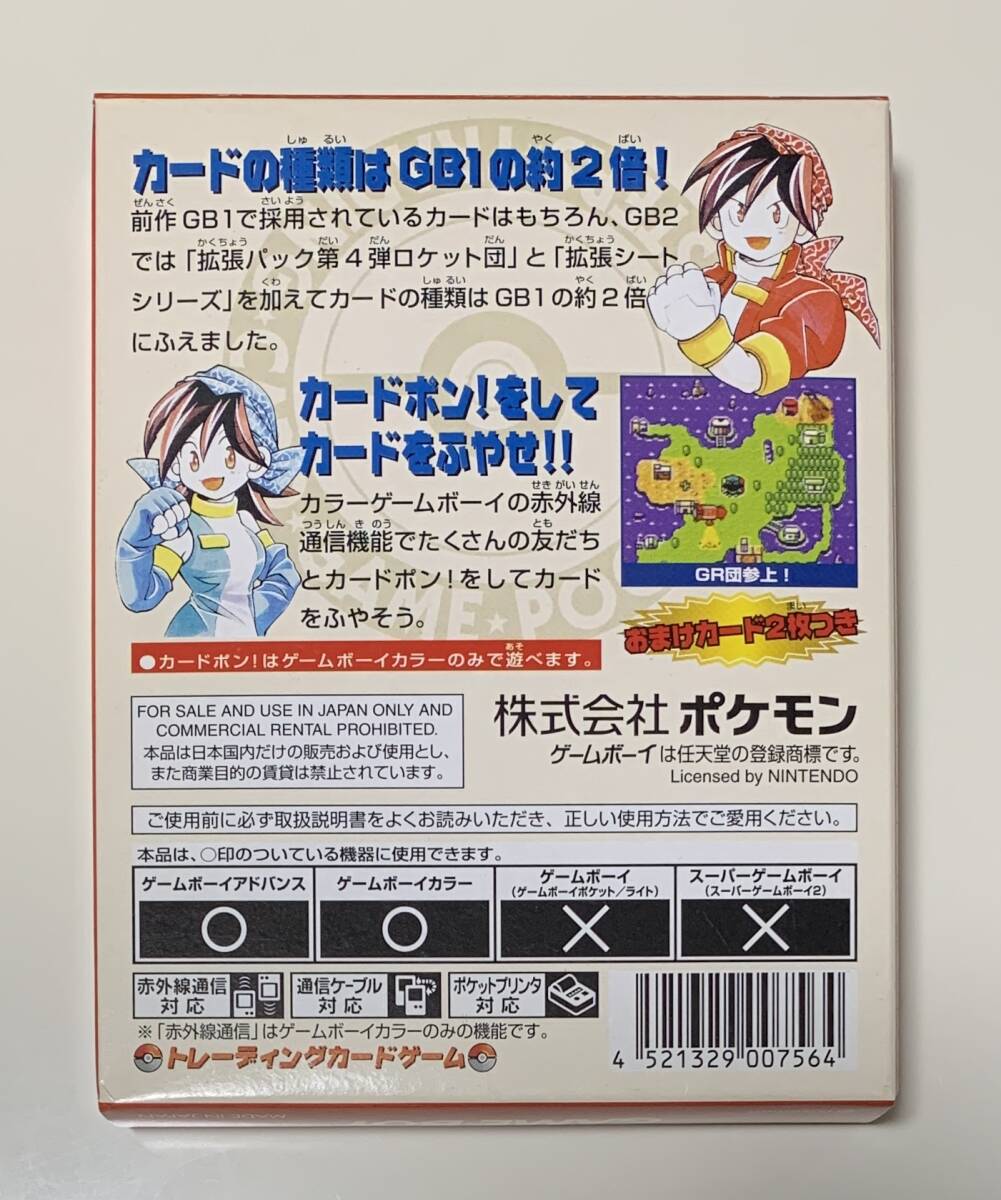 カードの種類はGB1の約2倍!
前作GB1で採用されているカードはもちろん、GB2
では「拡張パック第4弾ロケット団」と「拡張シート
シリーズ」を加えてカードの種類はGB1の約2倍
にふえました。
カードポン!をして
カードをふやせ!!
カラーゲームボーイの赤外線
通信機能でたくさんの友だち
とカードポン!をしてカード
をふやそう。
●カードポン!はゲームボーイカラーのみで遊べます。
GR団参上!
おまけカード2枚つき
FOR SALE AND USE IN JAPAN ONLY AND
COMMERCIAL RENTAL PROHIBITED.
本品は日本国内だけの販売および使用とし、
また商業目的の賃貸は禁止されています。
株式会社ポケモン
ゲームボーイは任天堂の登録商標です。
Licensed by NINTENDO
ご使用前に必ず取扱説明書をよくお読みいただき、正しい使用方法でご愛用ください。
本品は、○印のついている機器に使用できます。
ゲームボーイアドバンス
ゲームボーイカラー
ゲームボーイ
(ゲームボーイポケット/ライト)
スーパーゲームボーイ
(スーパーゲームボーイ2)
○ ○ × ×
赤外線通信
対応
通信ケーブル
対応
ポケットプリンタ
対応
※「赤外線通信」はゲームボーイカラーのみの機能です。
トレーディングカードゲーム
4 521329 007564
MADE IN JAPAN